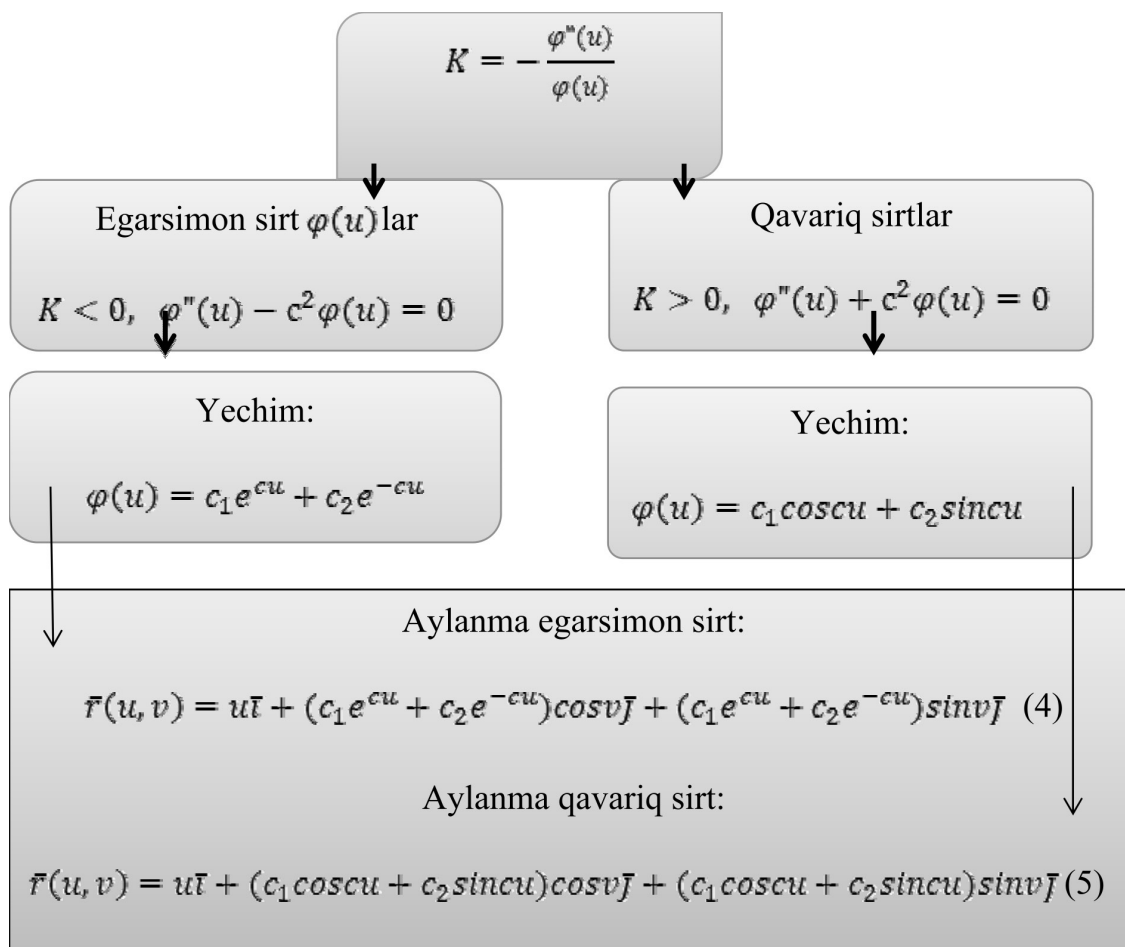 K = − φ"(u) / φ(u)
Egarsimon sirt φ(u) lar
K < 0, φ"(u) − c²φ(u) = 0
Qavariq sirtlar
K > 0, φ"(u) + c²φ(u) = 0
Yechim:
φ(u) = c₁e^{cu} + c₂e^{−cu}
Yechim:
φ(u) = c₁coscu + c₂sincu
Aylanma egarsimon sirt:
r̄(u, v) = uī + (c₁e^{cu} + c₂e^{−cu})cosvj̄ + (c₁e^{cu} + c₂e^{−cu})sinvj̄ (4)
Aylanma qavariq sirt:
r̄(u, v) = uī + (c₁coscu + c₂sincu)cosvj̄ + (c₁coscu + c₂sincu)sinvj̄ (5)